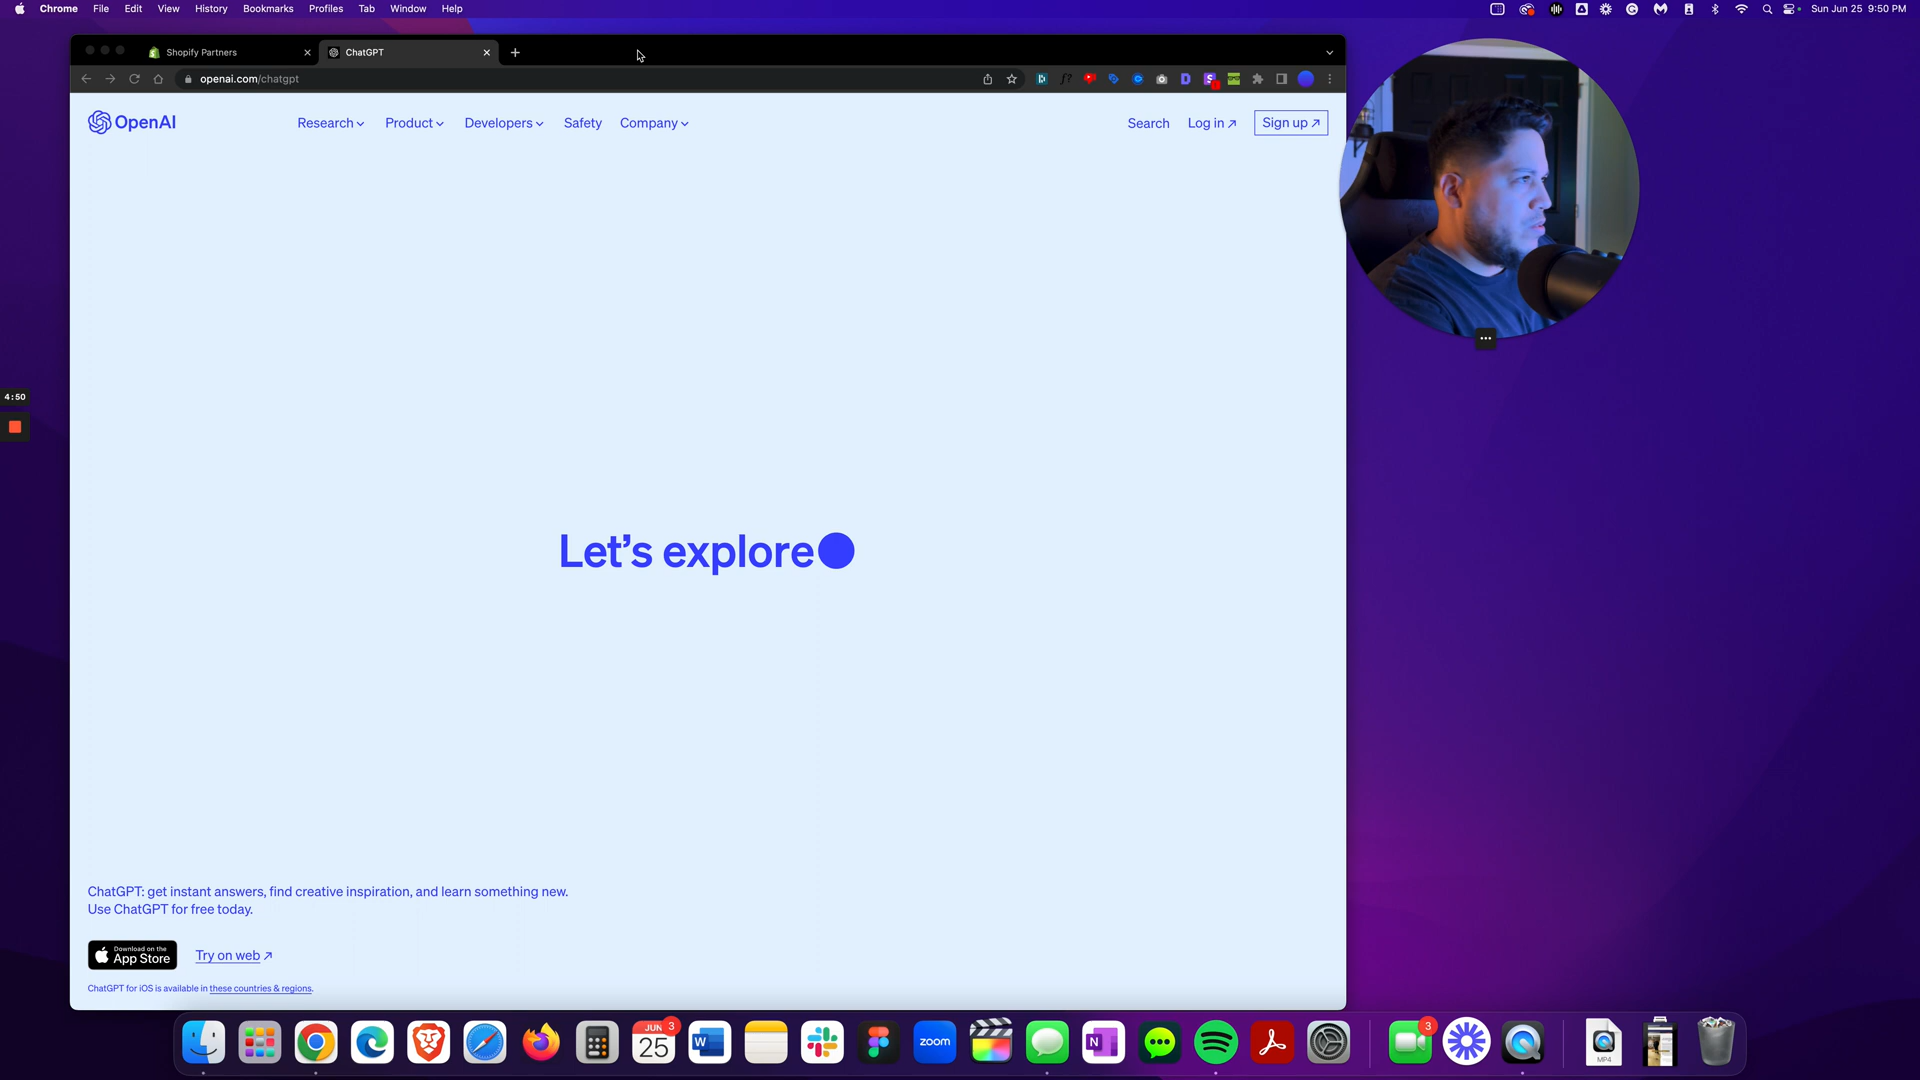 Chrome File Edit View History Bookmarks Profiles Tab Window Help
Sun Jun 25 9:50 PM
Shopify Partners
ChatGPT
openai.com/chatgpt
OpenAI
Research
Product
Developers
Safety
Company
Search
Log in ↗
Sign up ↗
4:50
Let's explore
ChatGPT: get instant answers, find creative inspiration, and learn something new.
Use ChatGPT for free today.
Download on the
App Store
Try on web ↗
ChatGPT for iOS is available in these countries & regions.
JUN
3
25
W
zoom
N
3
MP4